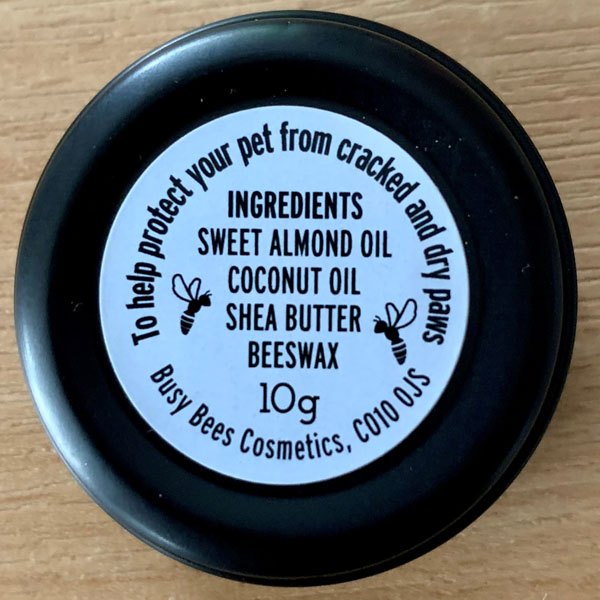 To help protect your pet from cracked and dry paws
INGREDIENTS
SWEET ALMOND OIL
COCONUT OIL
SHEA BUTTER
BEESWAX
10g
Busy Bees Cosmetics, CO10 0JS